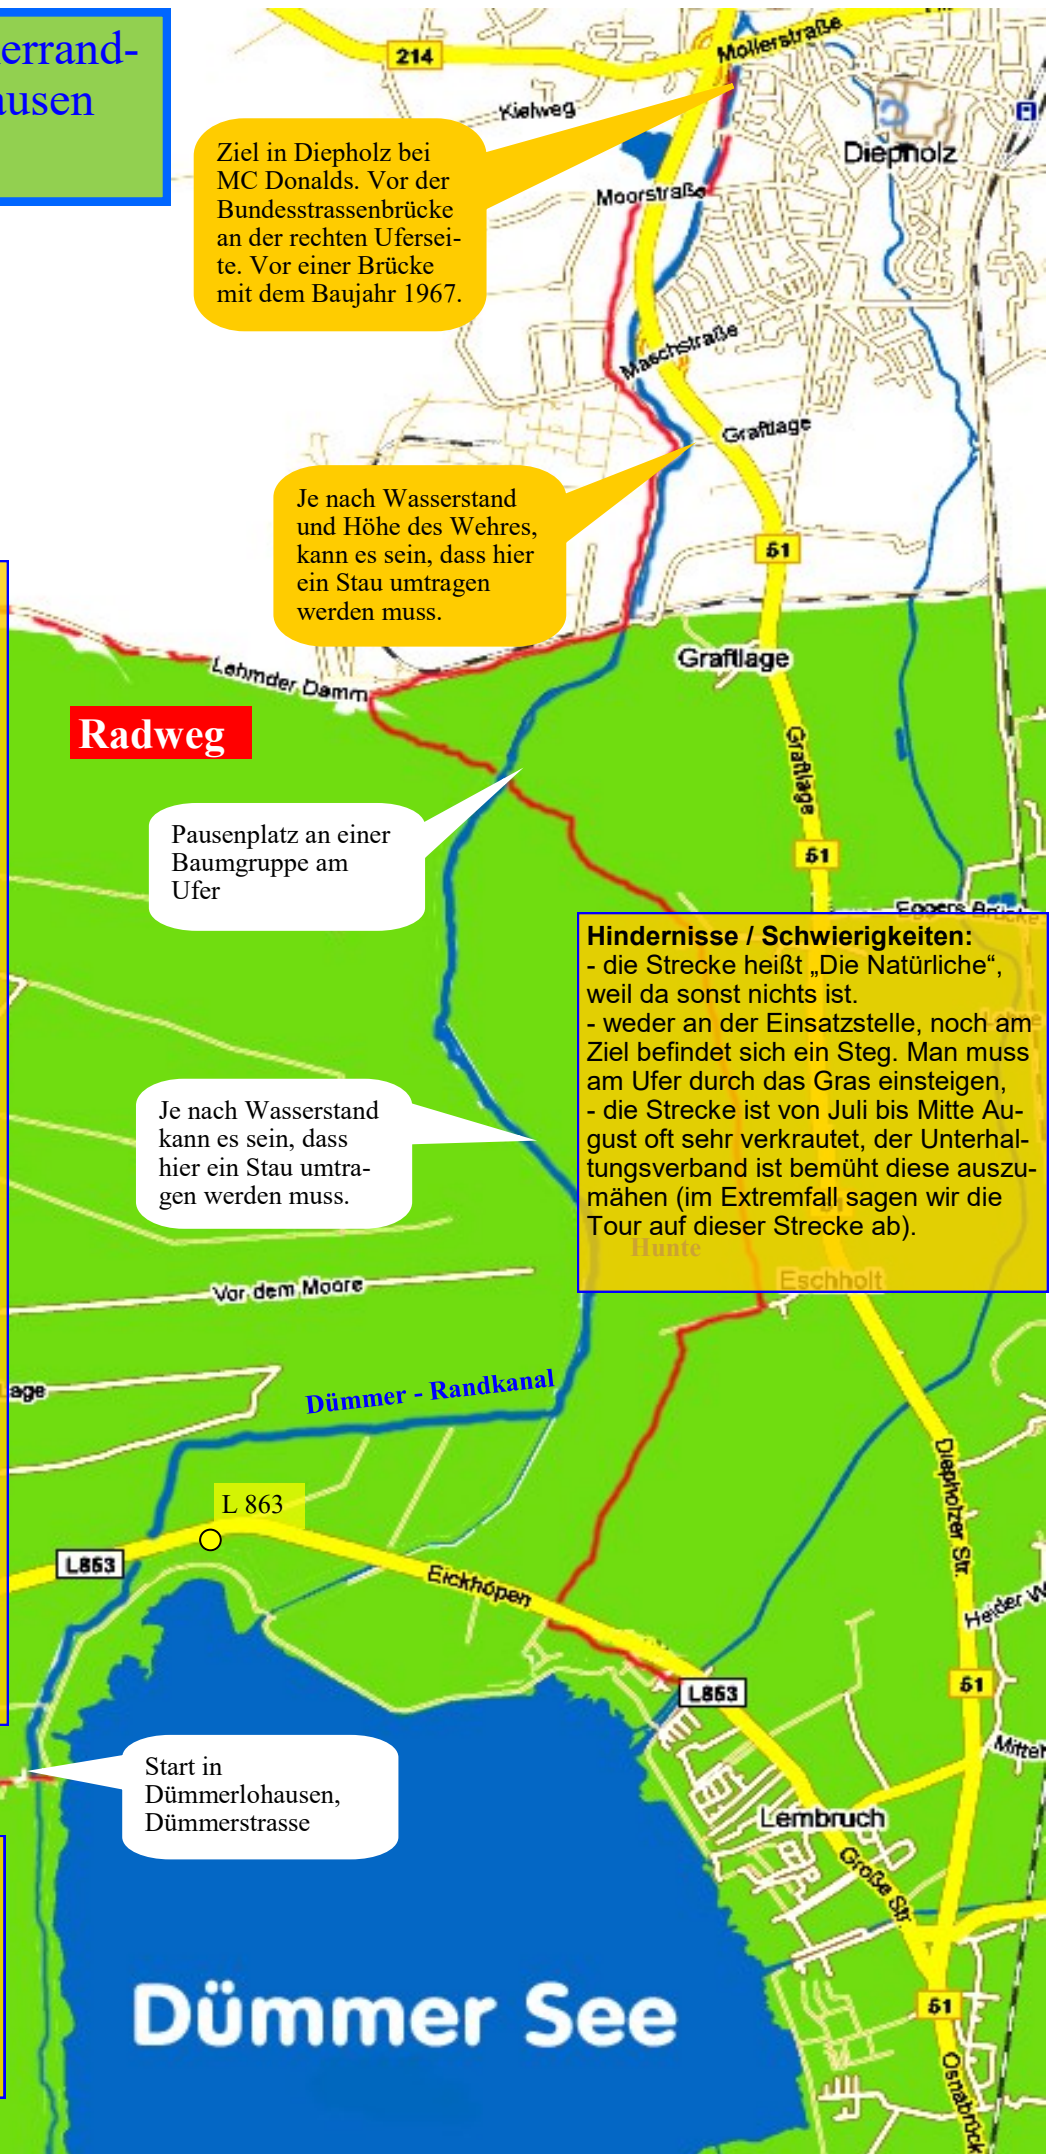 errand-
ausen
214
Mollerstraße
Kielweg
Diepholz
Ziel in Diepholz bei
MC Donalds. Vor der
Bundesstrassenbrücke
an der rechten Ufersei-
te. Vor einer Brücke
mit dem Baujahr 1967.
Moorstraße
Maschstraße
Graftlage
Je nach Wasserstand
und Höhe des Wehres,
kann es sein, dass hier
ein Stau umtragen
werden muss.
51
Graftlage
Lehmder Damm
Radweg
Graftlage
Pausenplatz an einer
Baumgruppe am
Ufer
51
Eggers Brücke
Hindernisse / Schwierigkeiten:
- die Strecke heißt „Die Natürliche“,
weil da sonst nichts ist.
- weder an der Einsatzstelle, noch am
Ziel befindet sich ein Steg. Man muss
am Ufer durch das Gras einsteigen,
- die Strecke ist von Juli bis Mitte Au-
gust oft sehr verkrautet, der Unterhal-
tungsverband ist bemüht diese auszu-
mähen (im Extremfall sagen wir die
Tour auf dieser Strecke ab).
51
Hunte
Eschholt
Je nach Wasserstand
kann es sein, dass
hier ein Stau umtra-
gen werden muss.
Vor dem Moore
age
Dümmer - Randkanal
L 863
L863
Eickhöpen
Diepholzer Str.
Heider W
51
L863
Mittel
Start in
Dümmerlohausen,
Dümmerstrasse
Lembruch
Große Str.
Dümmer See
51
Osnabrück